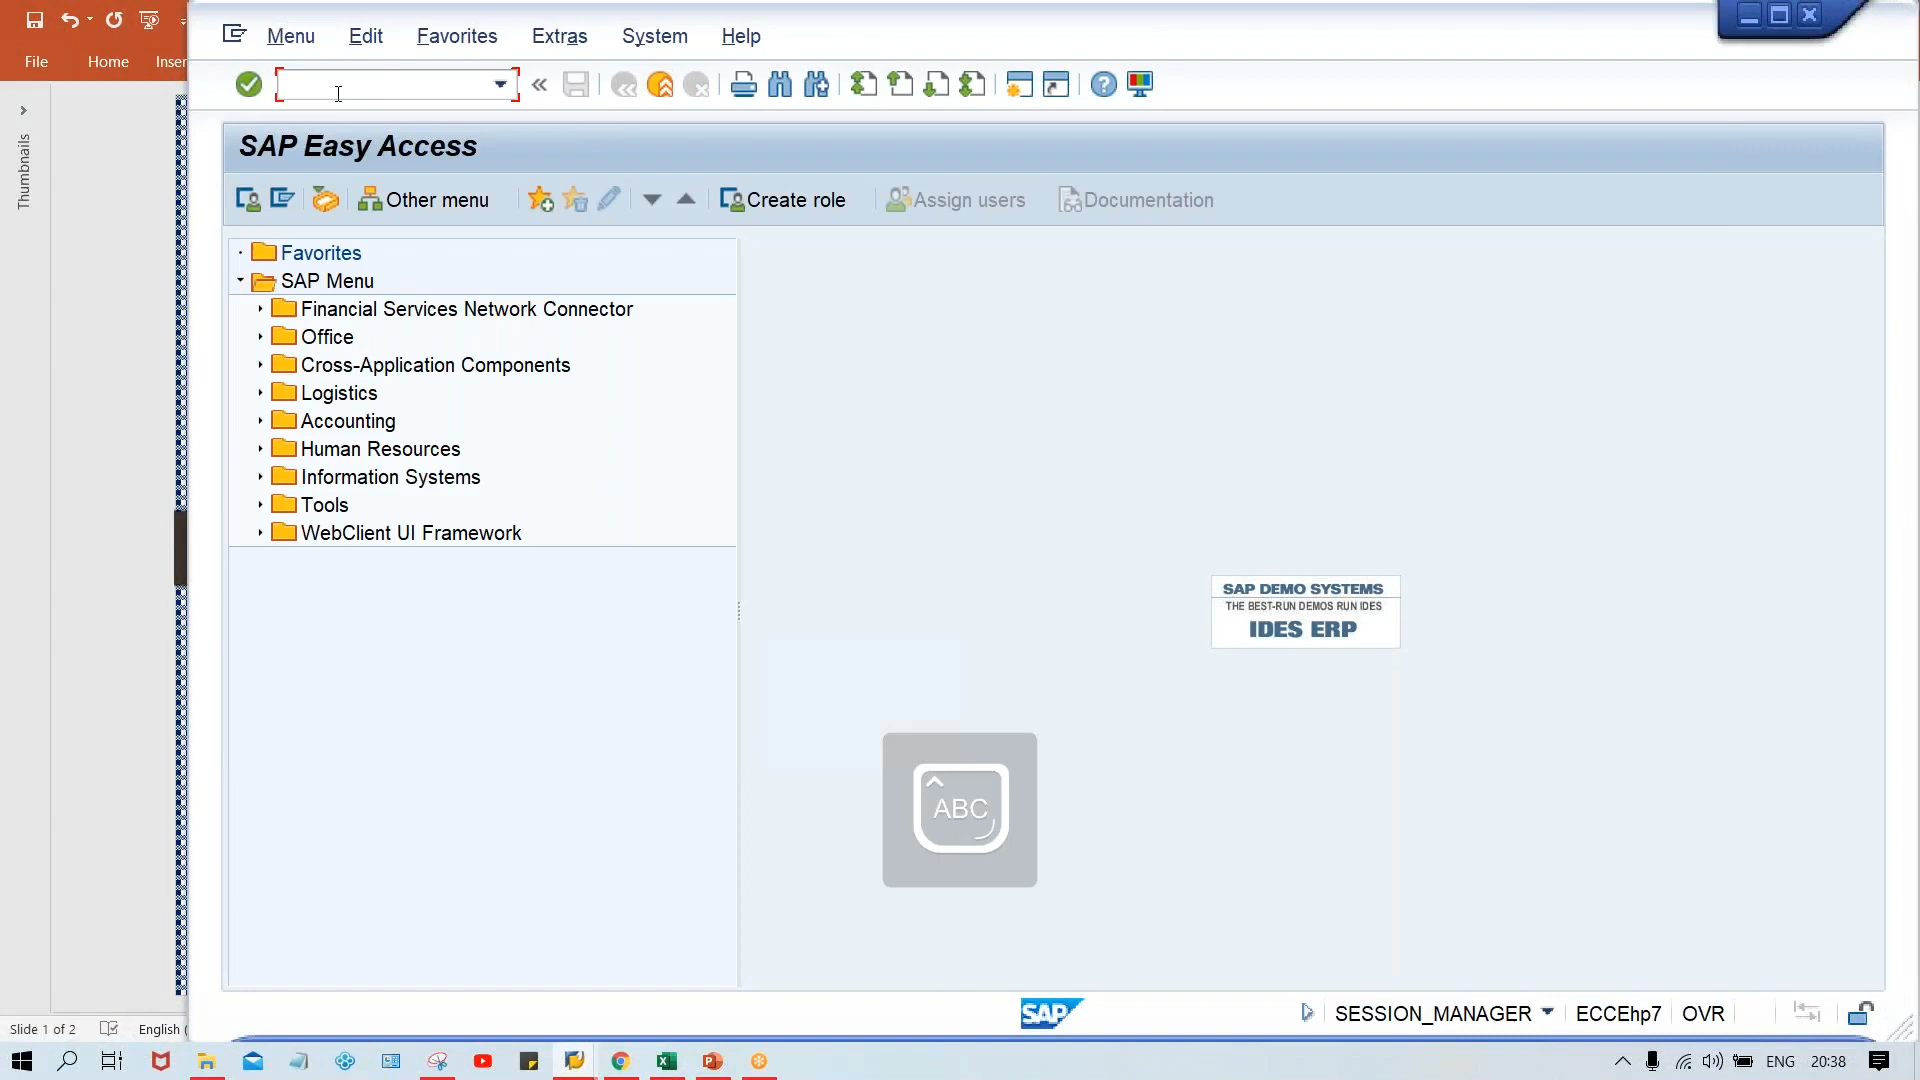 File
Home
Inser
Thumbnails
Menu
Edit
Favorites
Extras
System
Help
SAP Easy Access
Other menu
Create role
Assign users
Documentation
Favorites
SAP Menu
Financial Services Network Connector
Office
Cross-Application Components
Logistics
Accounting
Human Resources
Information Systems
Tools
WebClient UI Framework
SAP DEMO SYSTEMS
THE BEST-RUN DEMOS RUN IDES
IDES ERP
ABC
SAP
SESSION_MANAGER
ECCEhp7
OVR
Slide 1 of 2
English (
ENG
20:38